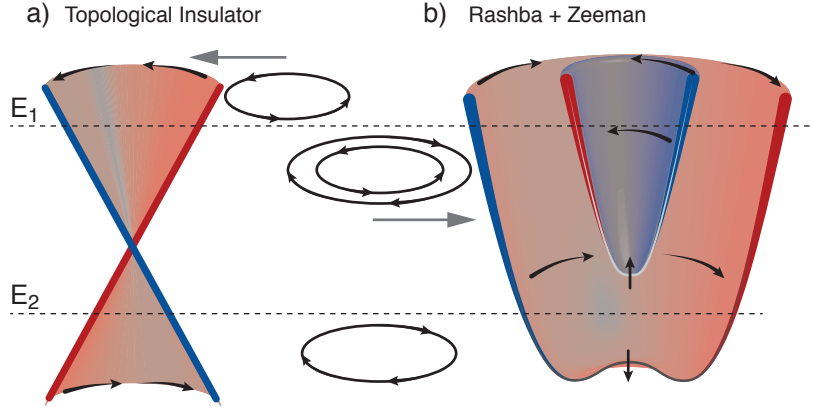 a) Topological Insulator
b) Rashba + Zeeman
E₁
E₂